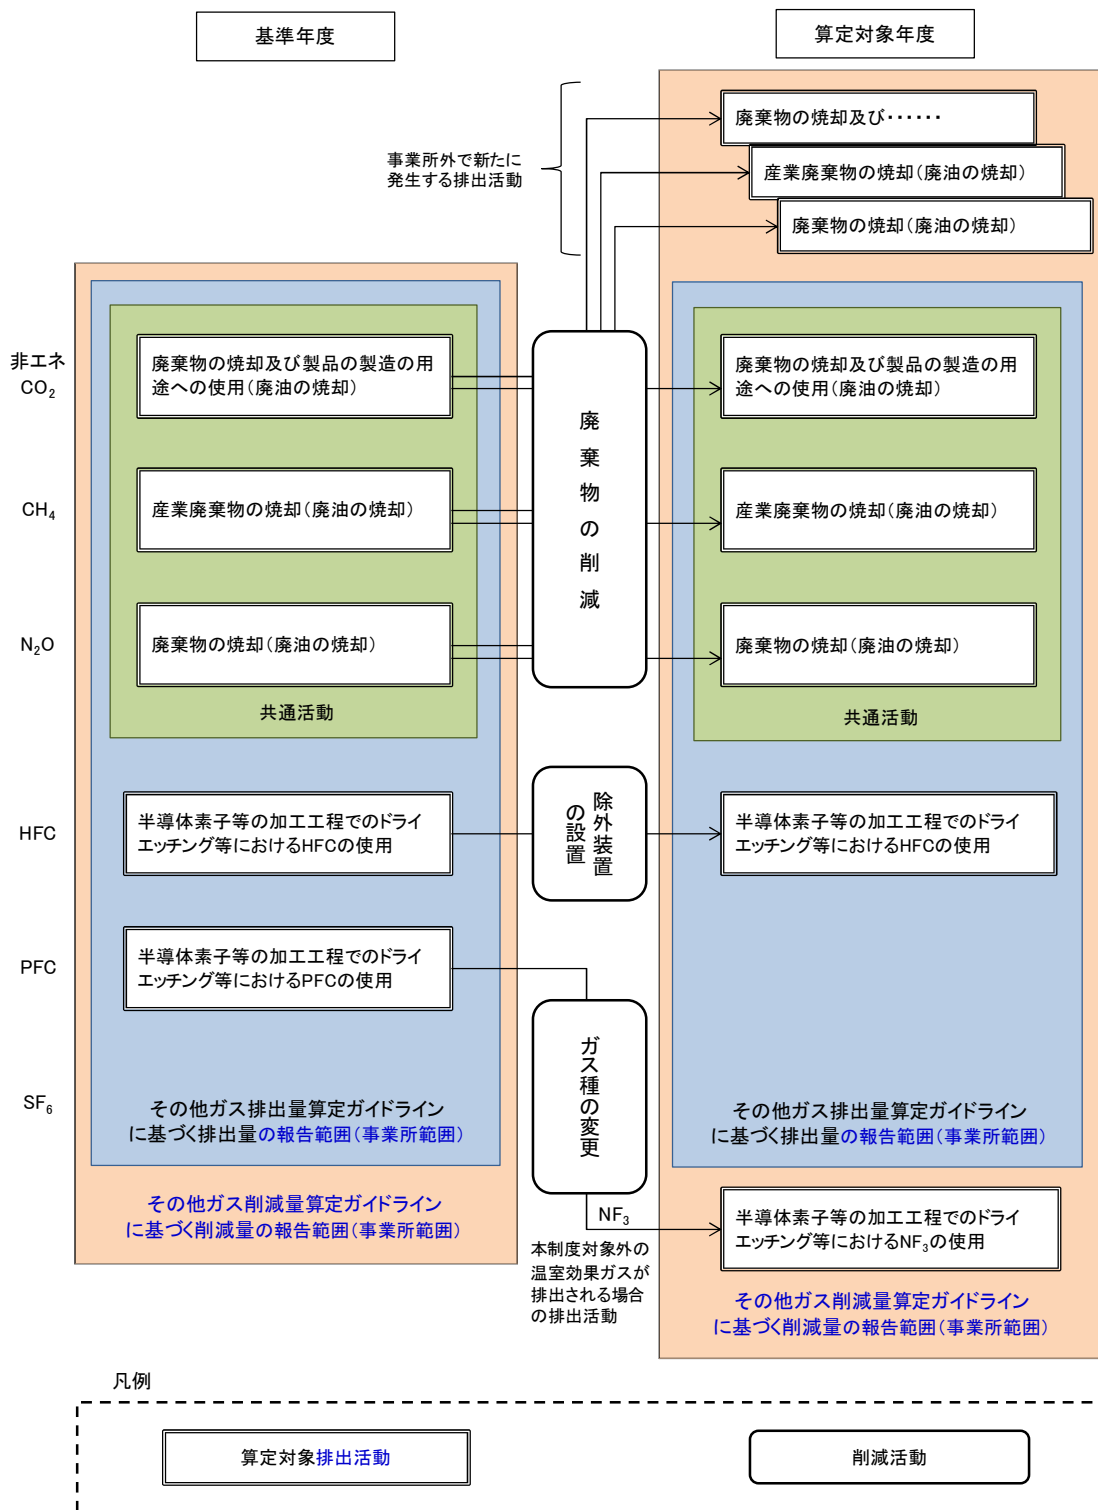 基準年度
算定対象年度
廃棄物の焼却及び・・・・・・
事業所外で新たに
発生する排出活動
産業廃棄物の焼却(廃油の焼却)
廃棄物の焼却(廃油の焼却)
非エネ
CO₂
廃棄物の焼却及び製品の製造の用
途への使用(廃油の焼却)
廃棄物の削減
廃棄物の焼却及び製品の製造の用
途への使用(廃油の焼却)
CH₄
産業廃棄物の焼却(廃油の焼却)
産業廃棄物の焼却(廃油の焼却)
N₂O
廃棄物の焼却(廃油の焼却)
廃棄物の焼却(廃油の焼却)
共通活動
共通活動
HFC
半導体素子等の加工工程でのドライ
エッチング等におけるHFCの使用
除外装置
の設置
半導体素子等の加工工程でのドライ
エッチング等におけるHFCの使用
PFC
半導体素子等の加工工程でのドライ
エッチング等におけるPFCの使用
ガス種の変更
SF₆
その他ガス排出量算定ガイドライン
に基づく排出量の報告範囲(事業所範囲)
その他ガス排出量算定ガイドライン
に基づく排出量の報告範囲(事業所範囲)
その他ガス削減量算定ガイドライン
に基づく削減量の報告範囲(事業所範囲)
NF₃
半導体素子等の加工工程でのドライ
エッチング等におけるNF₃の使用
本制度対象外の
温室効果ガスが
排出される場合
の排出活動
その他ガス削減量算定ガイドライン
に基づく削減量の報告範囲(事業所範囲)
凡例
算定対象排出活動
削減活動